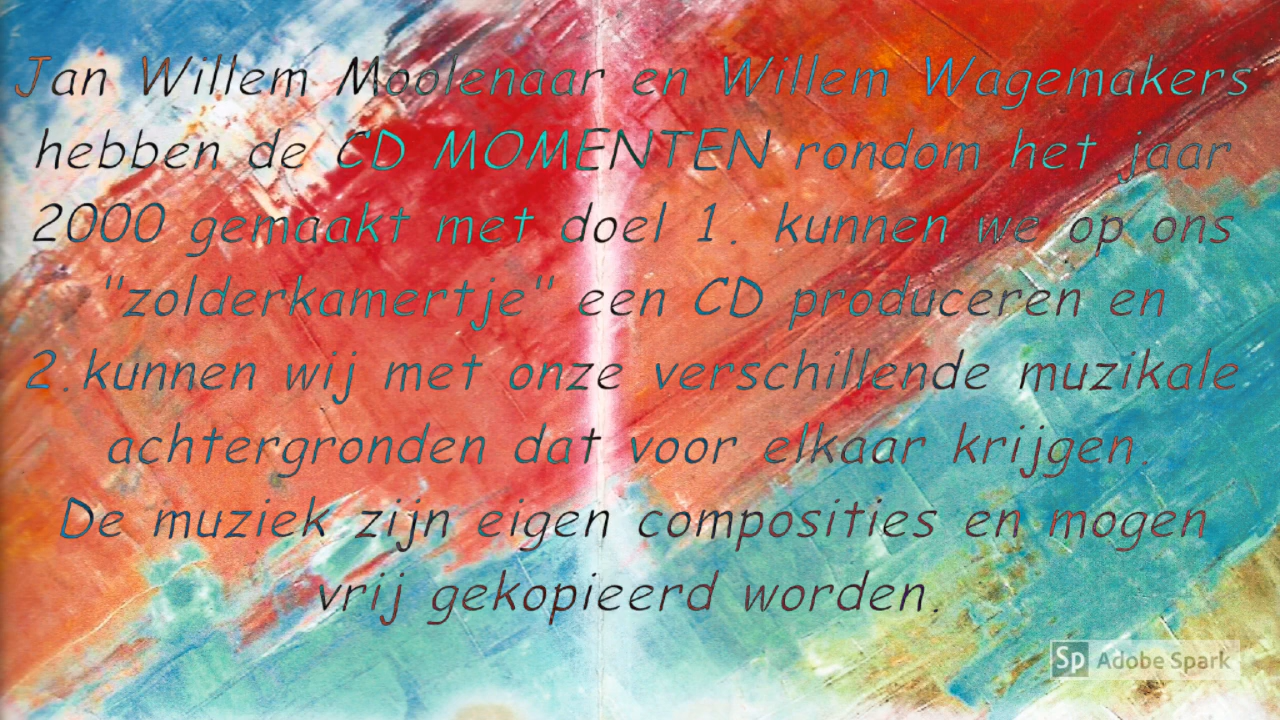 Jan Willem Moolenaar en Willem Wagemakers
hebben de CD MOMENTEN rondom het jaar
2000 gemaakt met doel 1. kunnen we op ons
"zolderkamertje" een CD produceren en
2.kunnen wij met onze verschillende muzikale
achtergronden dat voor elkaar krijgen.
De muziek zijn eigen composities en mogen
vrij gekopieerd worden.
Sp Adobe Spark